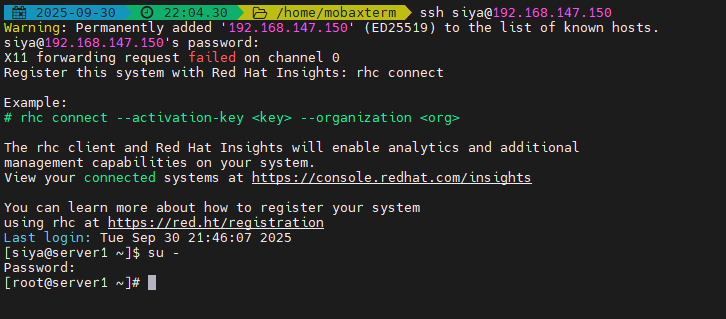 2025-09-30 22:04.30 /home/mobaxterm ssh siya@192.168.147.150
Warning: Permanently added '192.168.147.150' (ED25519) to the list of known hosts.
siya@192.168.147.150's password:
X11 forwarding request failed on channel 0
Register this system with Red Hat Insights: rhc connect

Example:
# rhc connect --activation-key <key> --organization <org>

The rhc client and Red Hat Insights will enable analytics and additional
management capabilities on your system.
View your connected systems at https://console.redhat.com/insights

You can learn more about how to register your system
using rhc at https://red.ht/registration
Last login: Tue Sep 30 21:46:07 2025
[siya@server1 ~]$ su -
Password:
[root@server1 ~]#